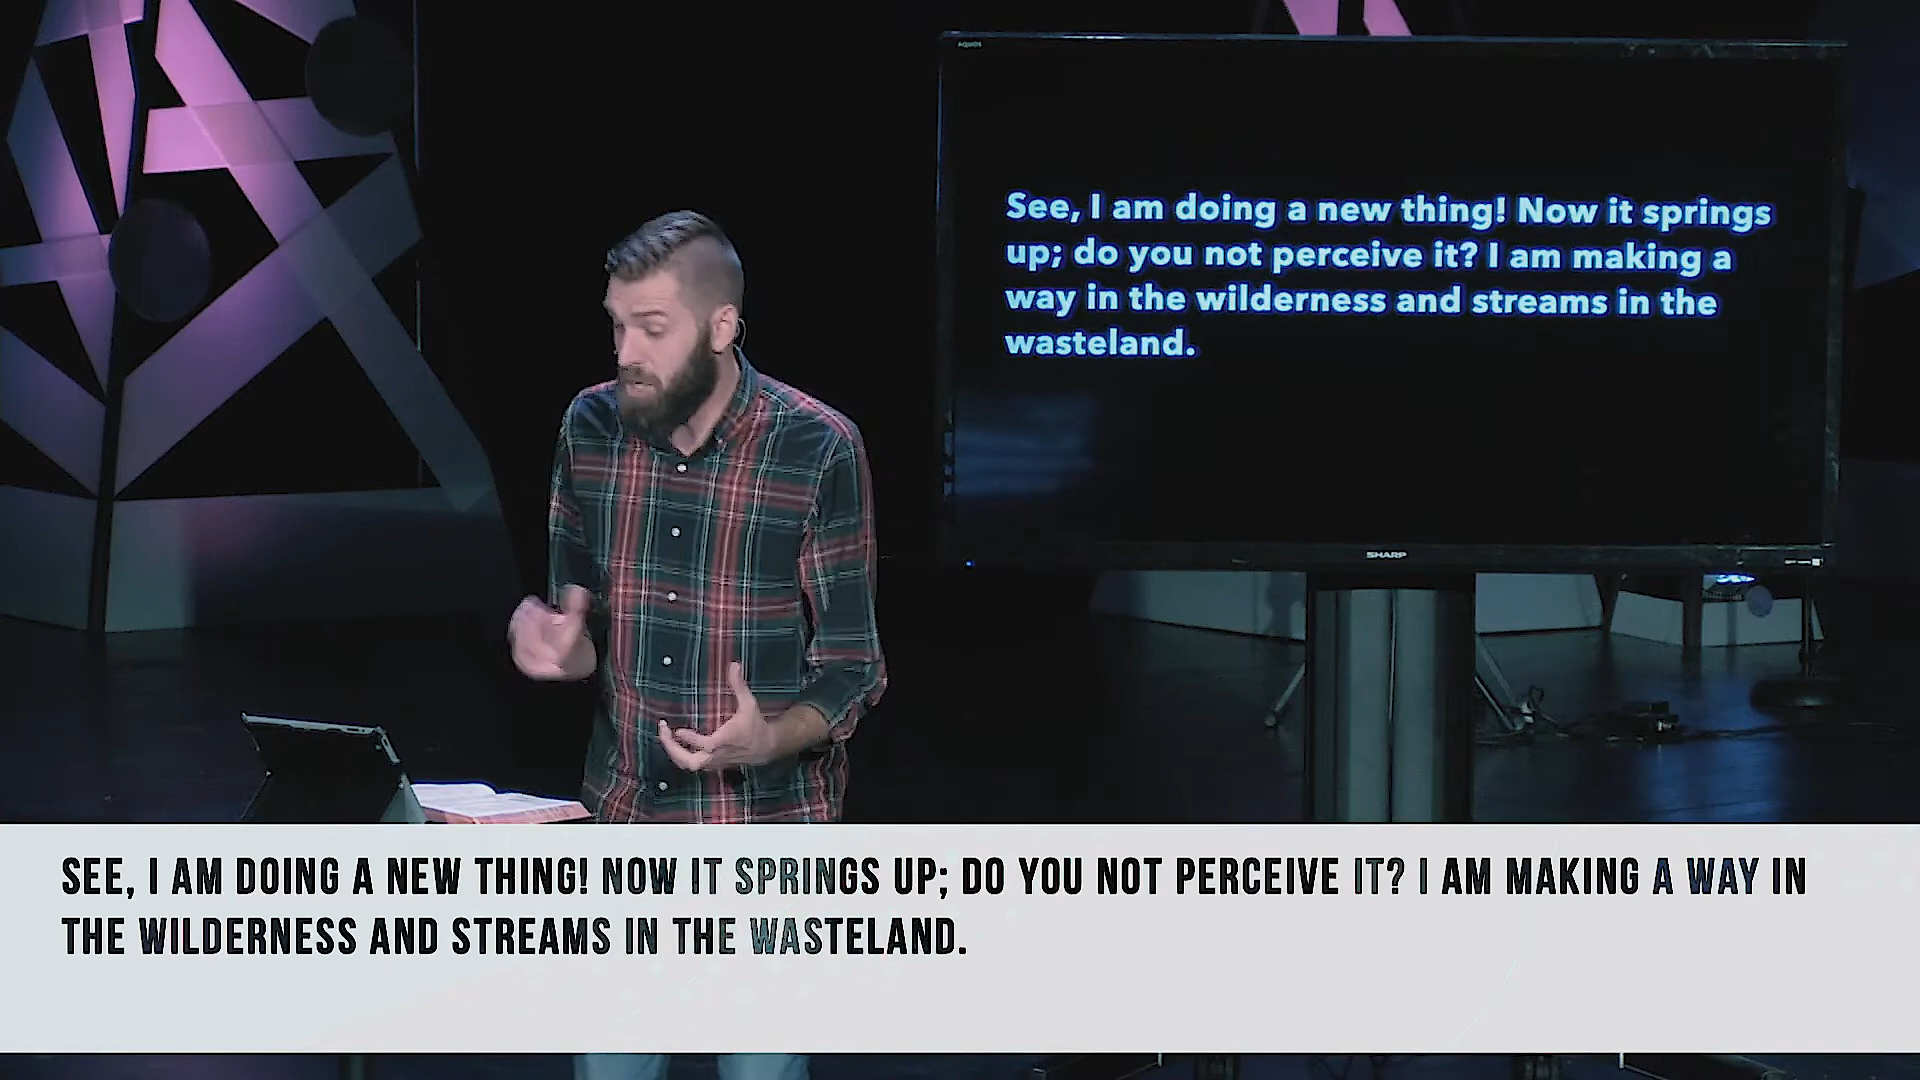 AQUOS
See, I am doing a new thing! Now it springs
up; do you not perceive it? I am making a
way in the wilderness and streams in the
wasteland.
SHARP
SEE, I AM DOING A NEW THING! NOW IT SPRINGS UP; DO YOU NOT PERCEIVE IT? I AM MAKING A WAY IN
THE WILDERNESS AND STREAMS IN THE WASTELAND.